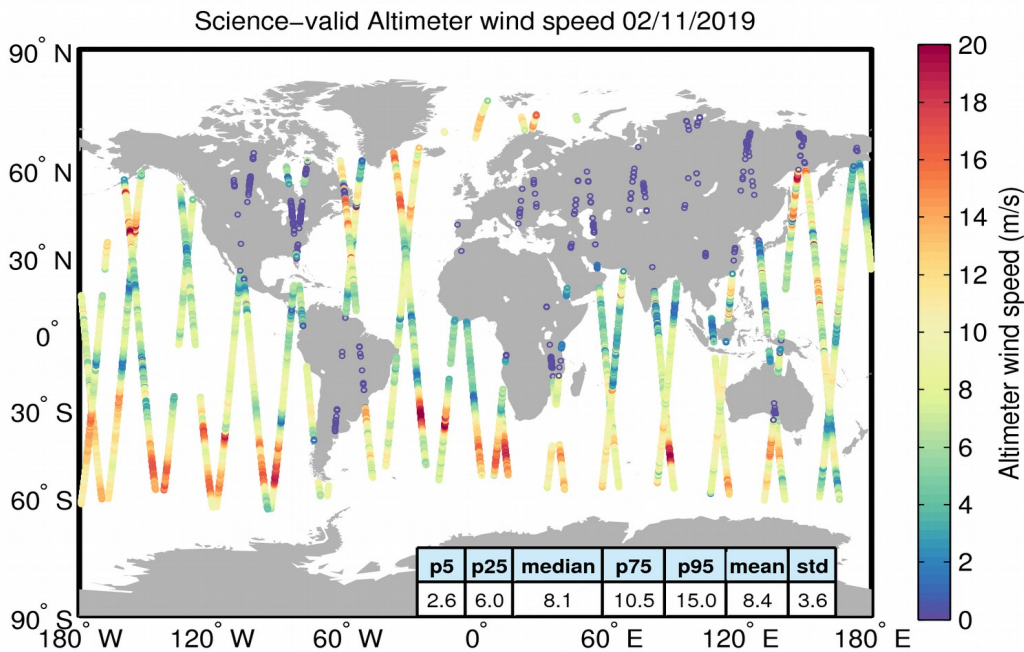 Science−valid Altimeter wind speed 02/11/2019
90° N
60° N
30° N
0°
30° S
60° S
90° S
180° W
120° W
60° W
0°
60° E
120° E
180° E
p5 p25 median p75 p95 mean std
2.6 6.0 8.1 10.5 15.0 8.4 3.6
20
18
16
14
12
10
8
6
4
2
0
Altimeter wind speed (m/s)